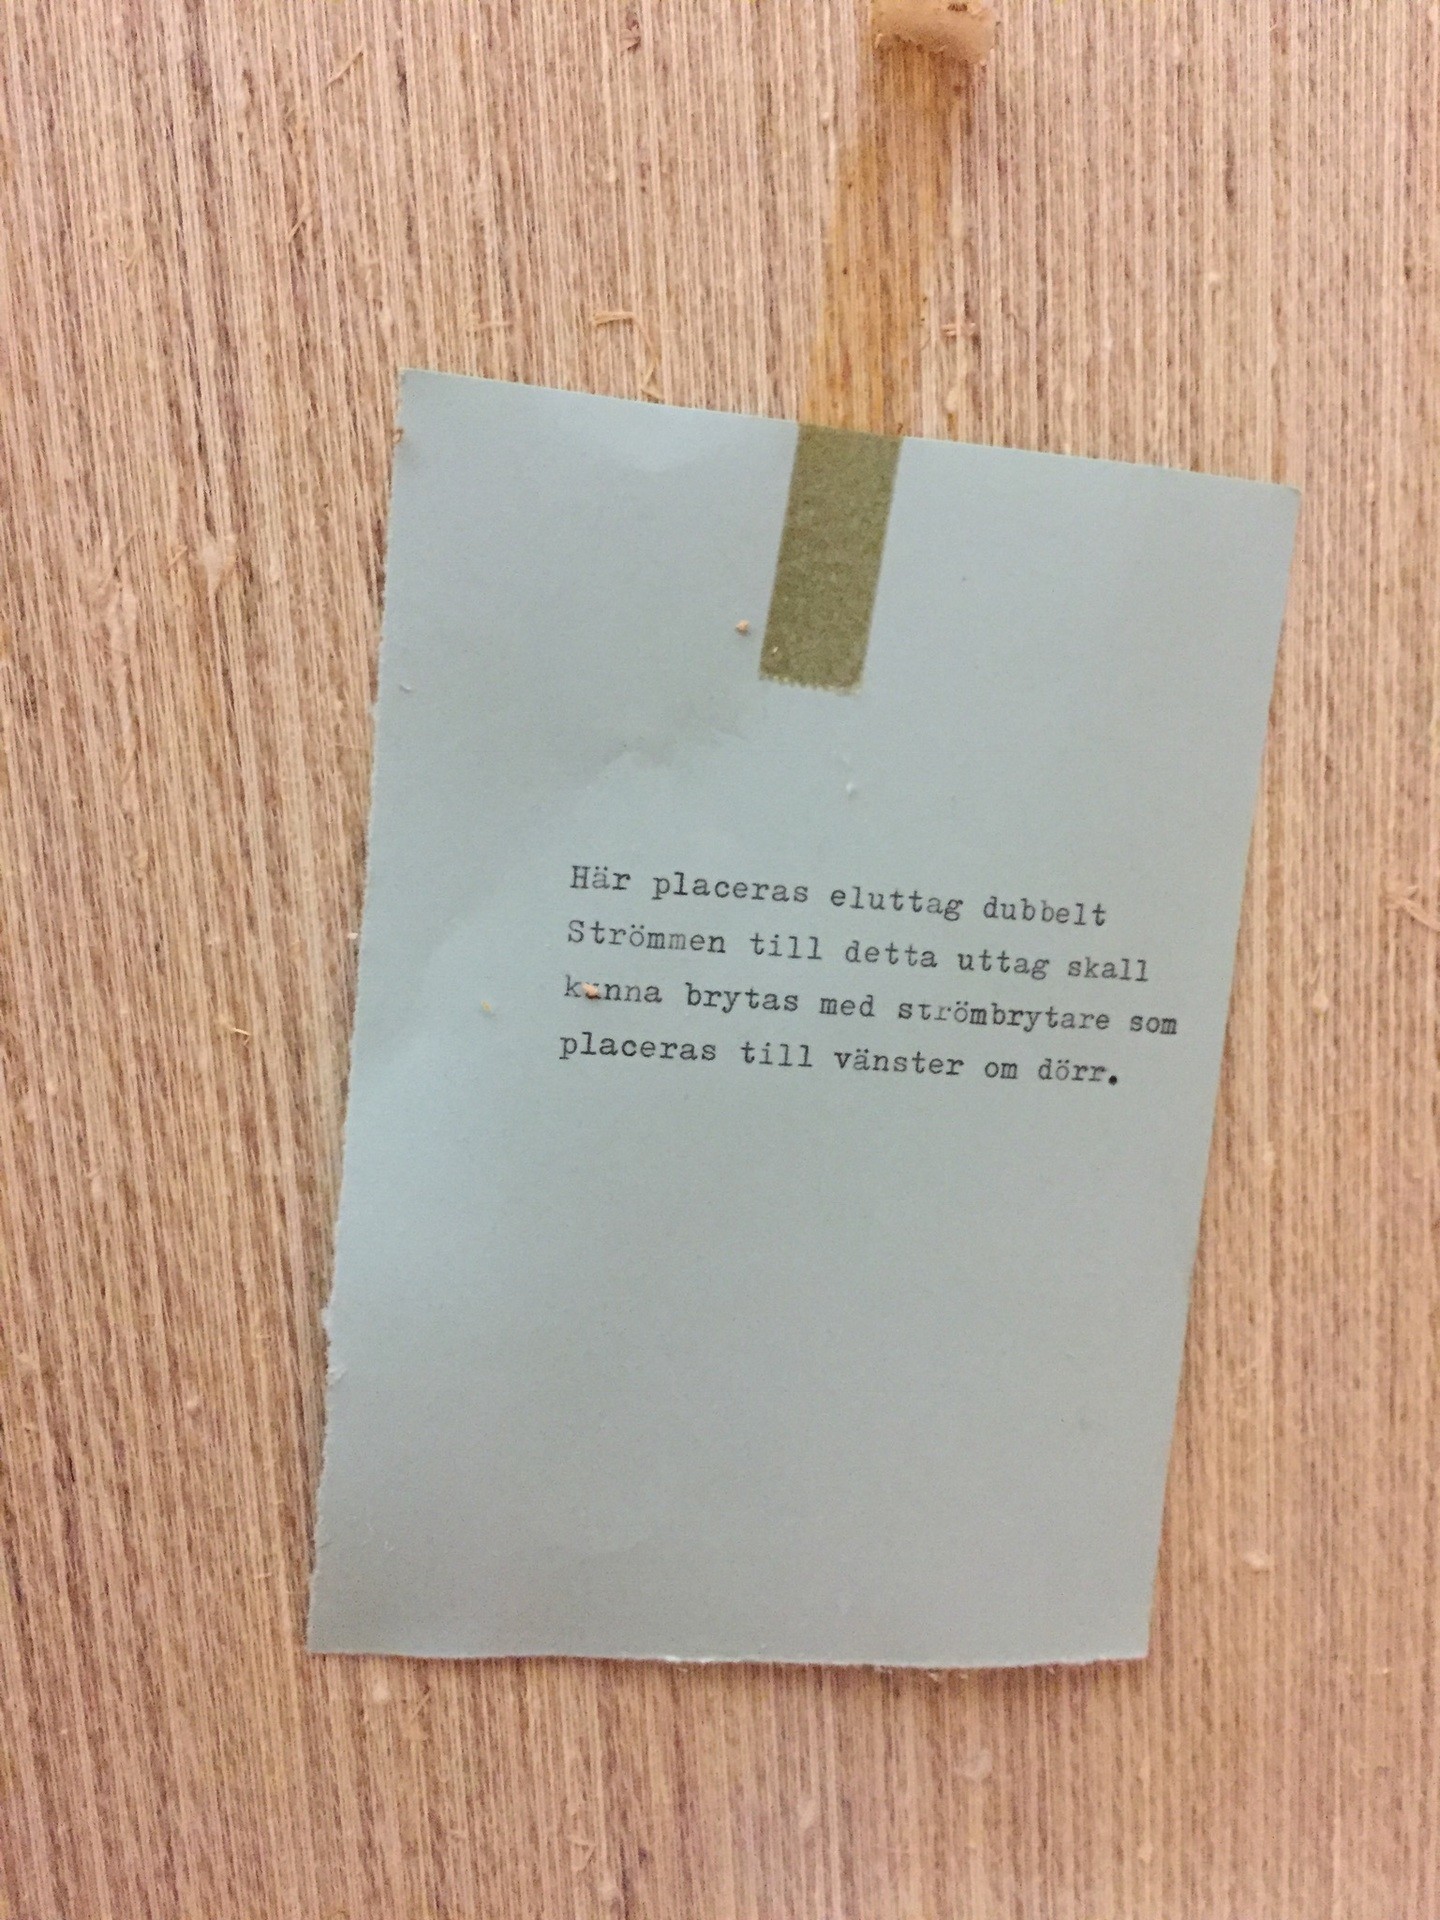 Här placeras eluttag dubbelt
Strömmen till detta uttag skall
kunna brytas med strömbrytare som
placeras till vänster om dörr.